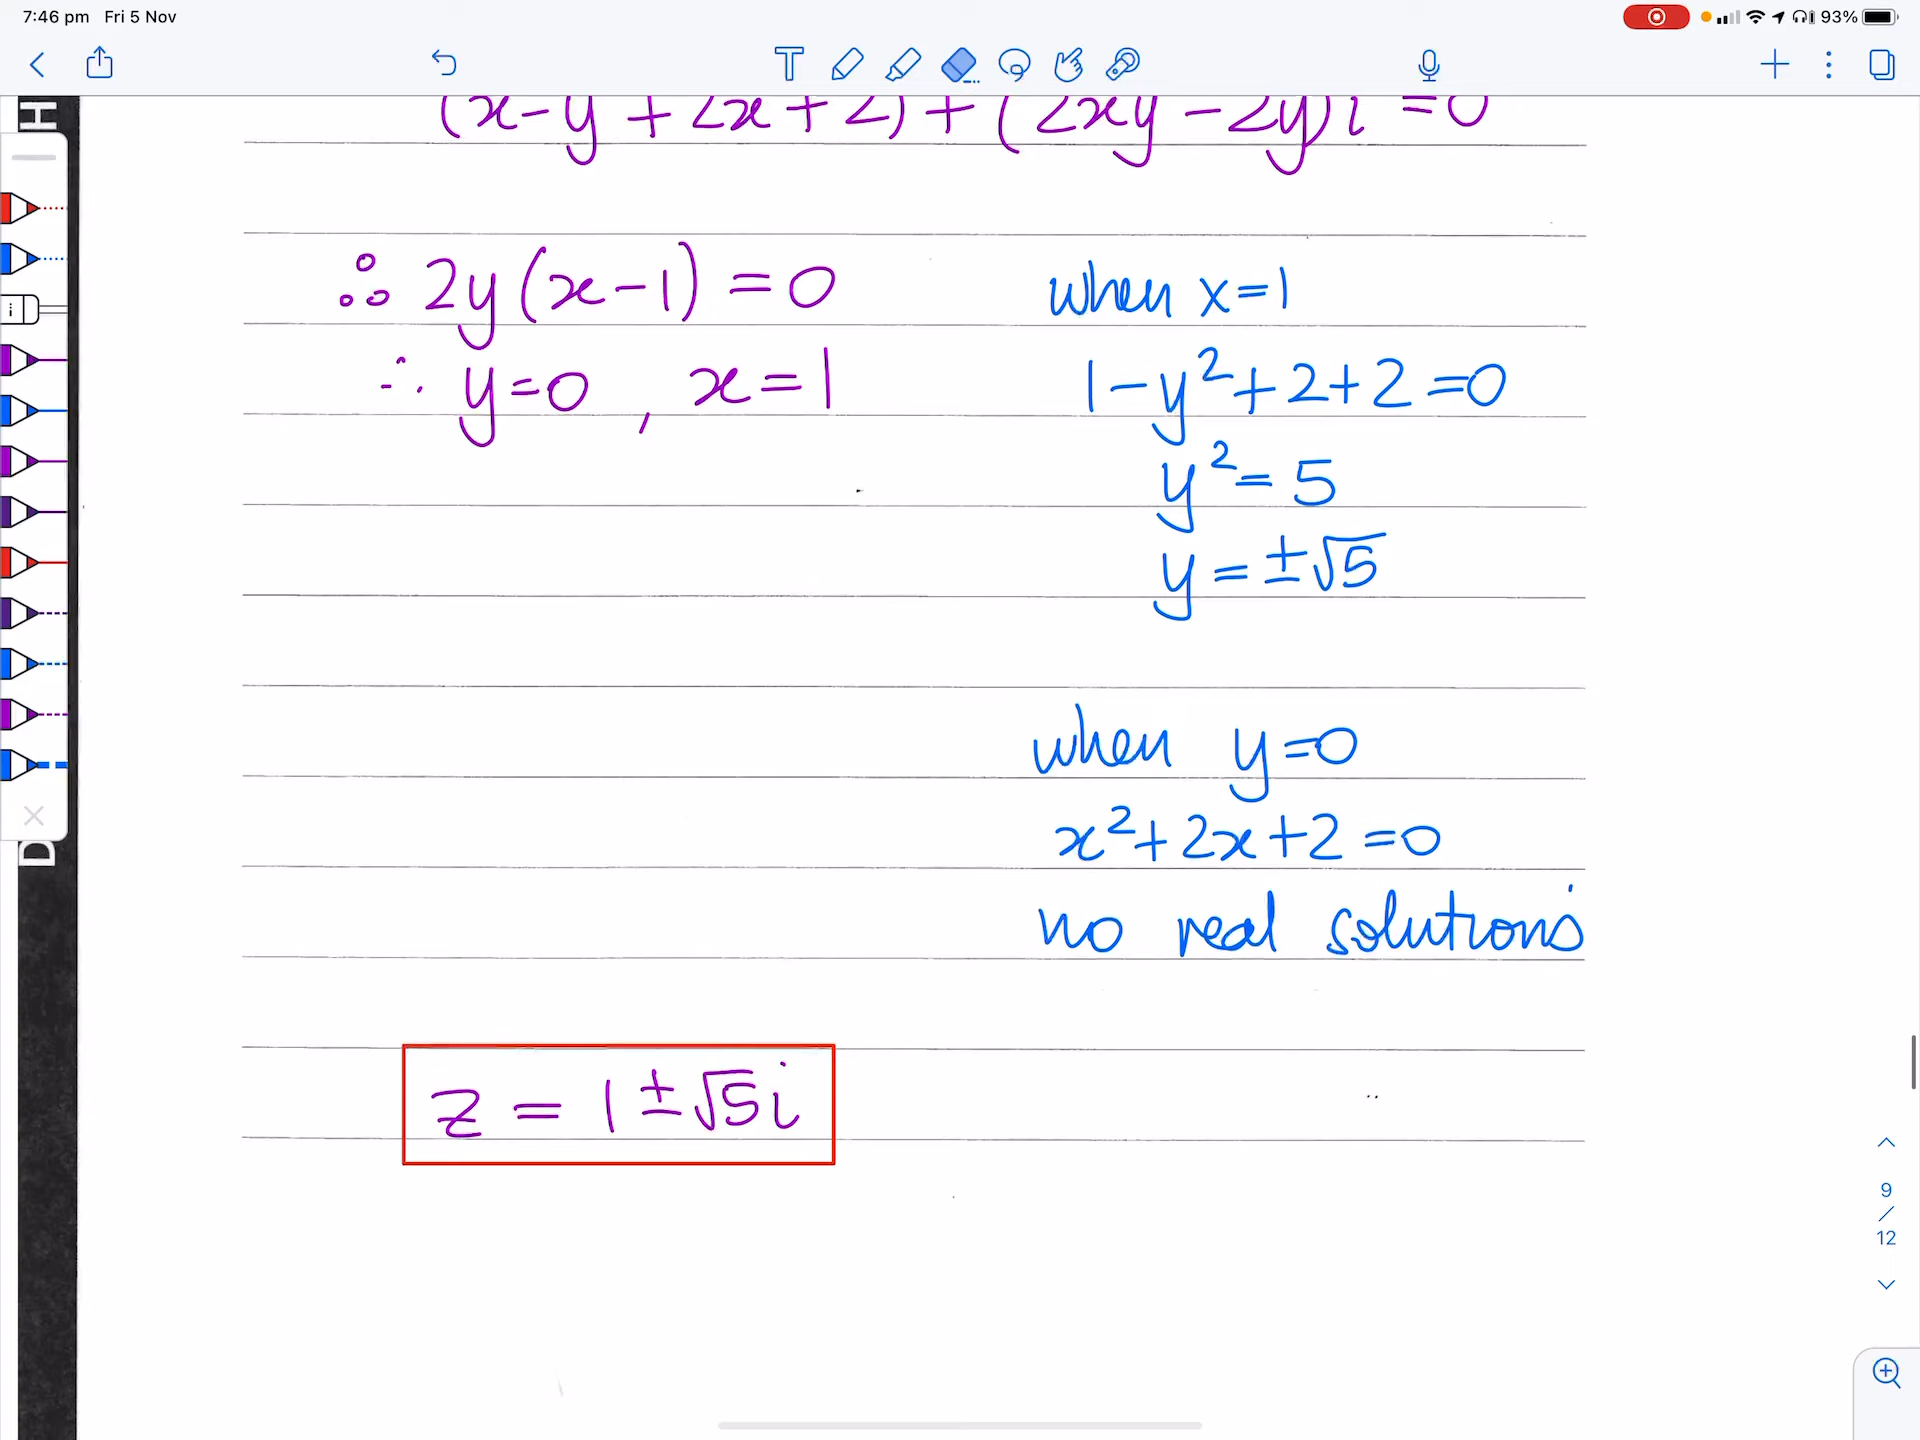 7:46 pm Fri 5 Nov
93%
(x-y + 2x + 2) + (2xy - 2y)i = 0
∴ 2y(x-1) = 0
∴ y=0, x=1
when x=1
1-y²+2+2=0
y²=5
y=±√5
when y=0
x²+2x+2=0
no real solutions
z = 1±√5i
9
/
12